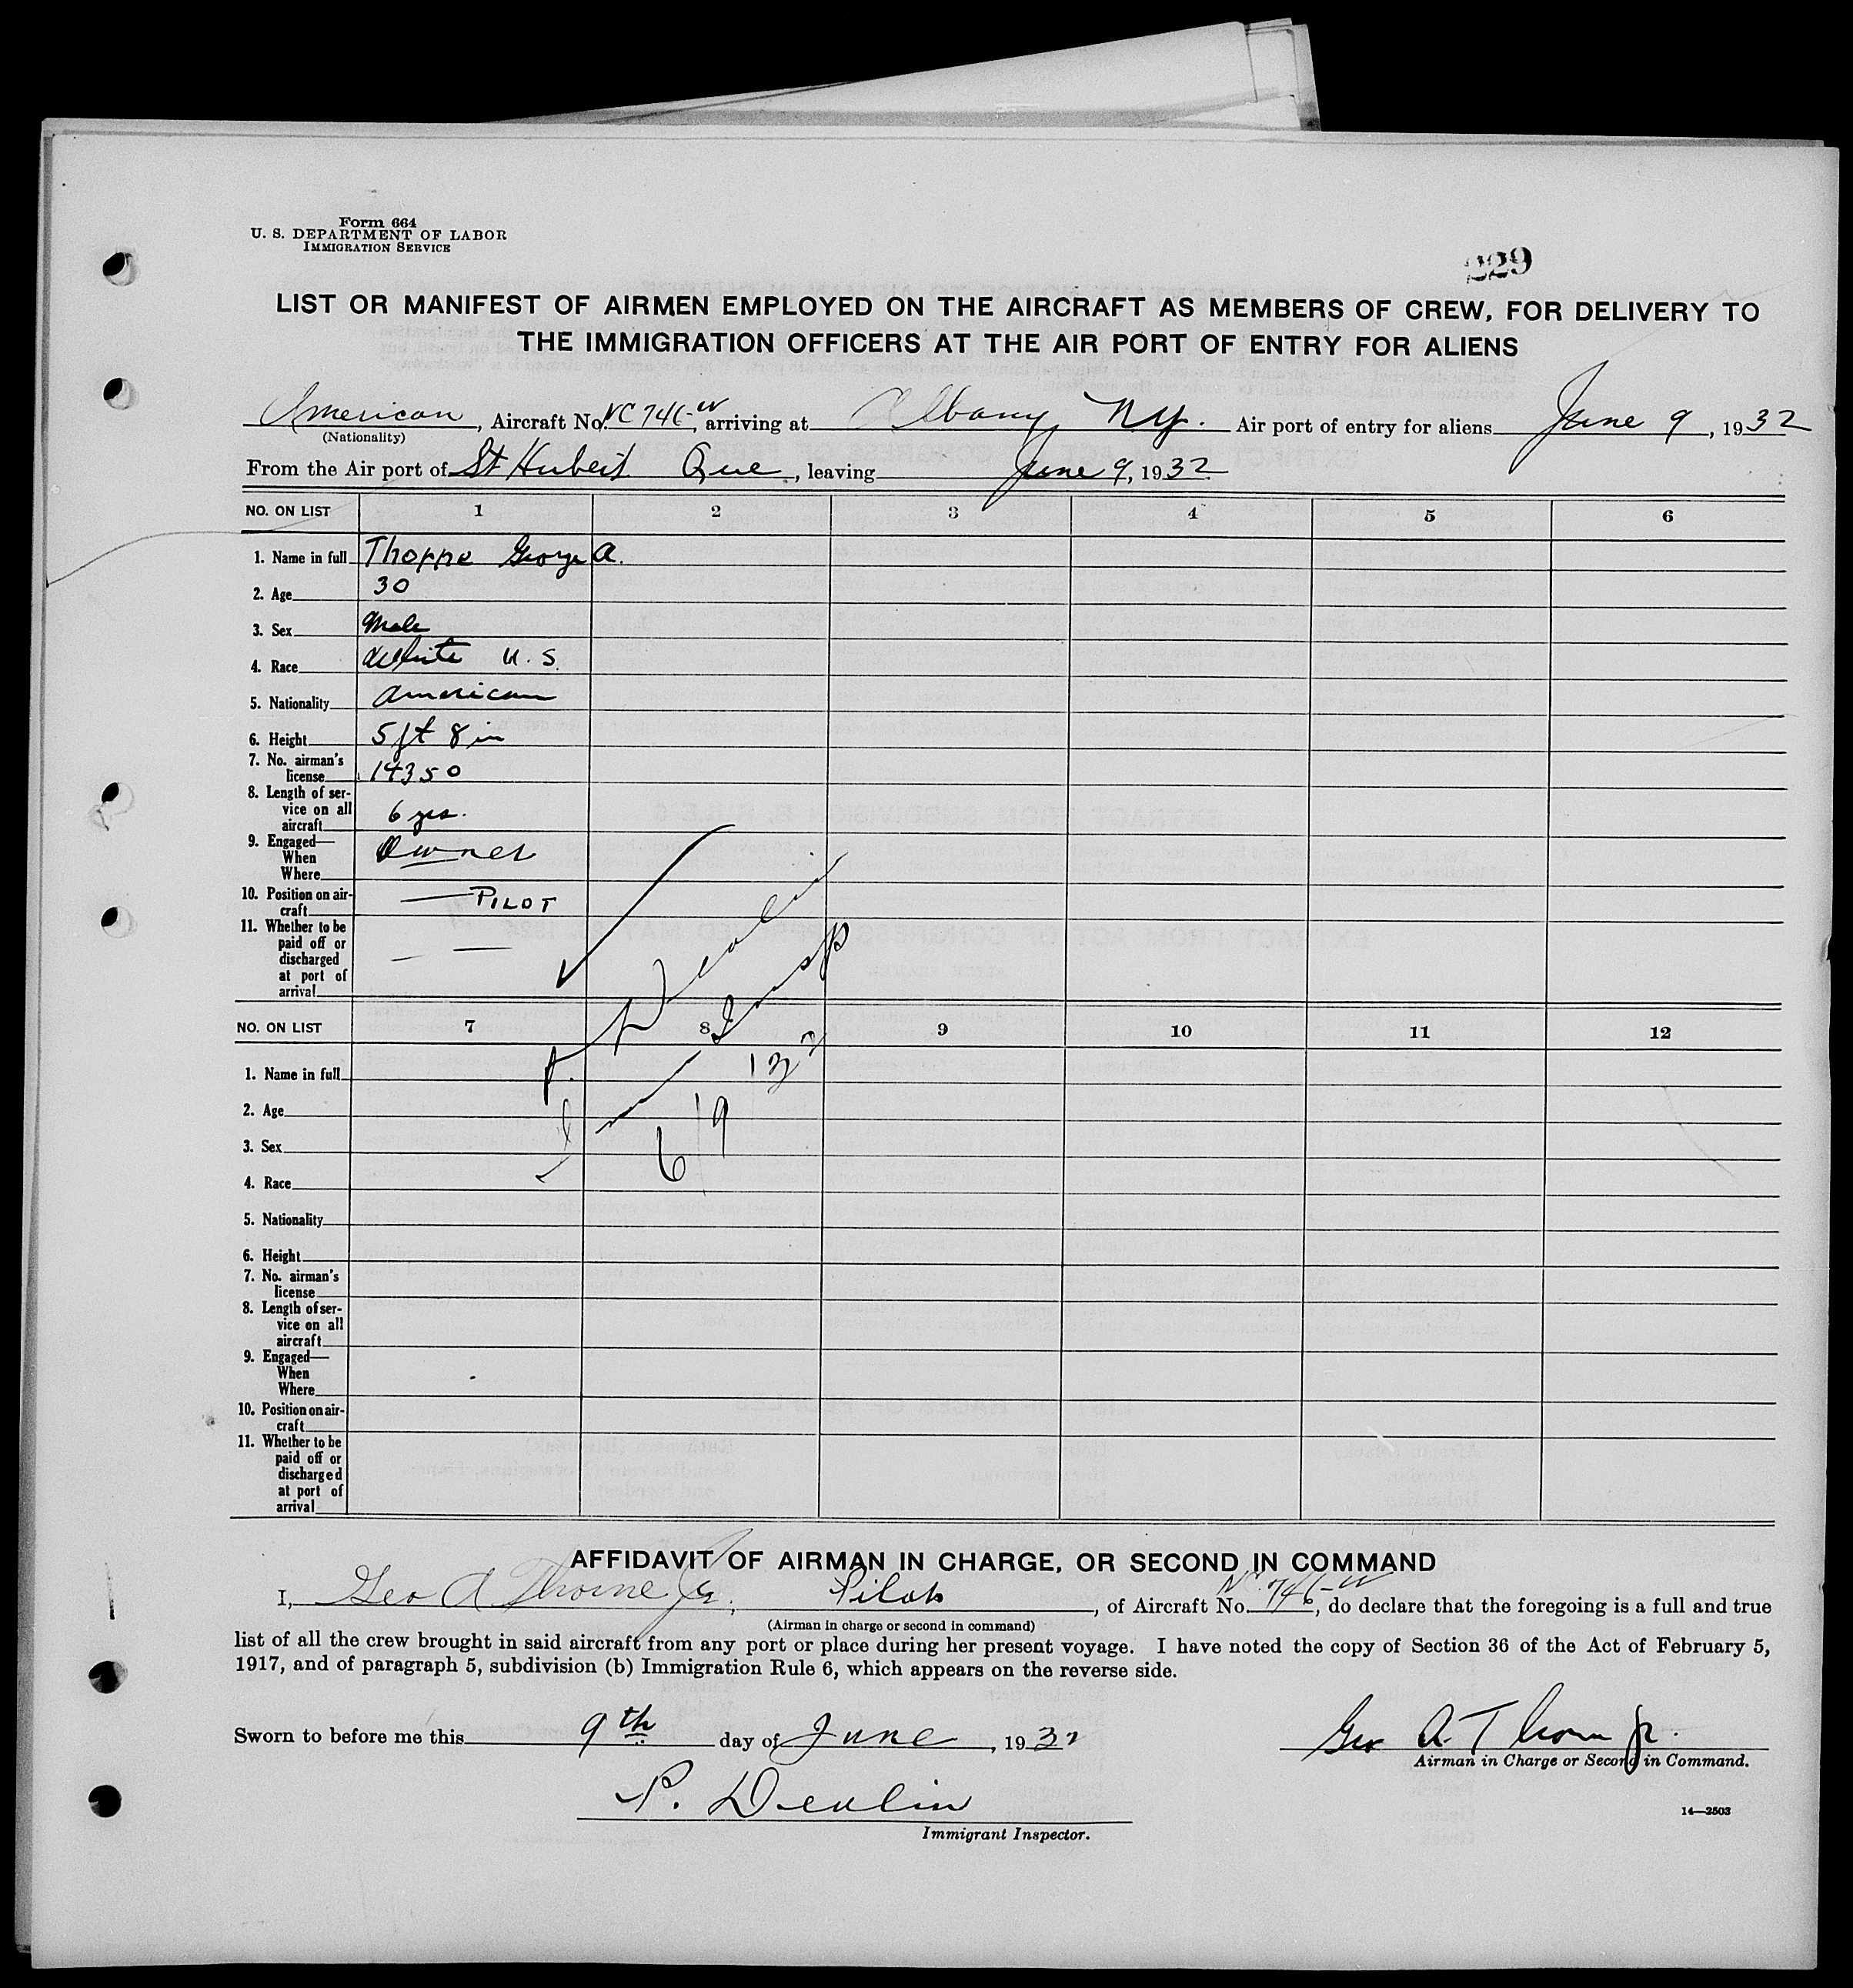 Form 664
U. S. DEPARTMENT OF LABOR
IMMIGRATION SERVICE
229
LIST OR MANIFEST OF AIRMEN EMPLOYED ON THE AIRCRAFT AS MEMBERS OF CREW, FOR DELIVERY TO
THE IMMIGRATION OFFICERS AT THE AIR PORT OF ENTRY FOR ALIENS
American, Aircraft No. NC 746-W, arriving at Albany, NY. Air port of entry for aliens June 9, 1932
(Nationality)
From the Air port of St Hubert Que, leaving June 9, 1932
NO. ON LIST 1 2 3 4 5 6
1. Name in full George A.
2. Age 30
3. Sex Male
4. Race White U.S.
5. Nationality American
6. Height 5 ft 8 in
7. No. airman's
license 14350
8. Length of ser-
vice on all
aircraft 6 yrs.
9. Engaged— Owner
When
Where
10. Position on air-
craft — PILOT
11. Whether to be
paid off or
discharged — —
at port of
arrival
P. Devlin
Insp
6/9/32
NO. ON LIST 7 8 9 10 11 12
1. Name in full
2. Age
3. Sex
4. Race
5. Nationality
6. Height
7. No. airman's
license
8. Length of ser-
vice on all
aircraft
9. Engaged—
When
Where
10. Position on air-
craft
11. Whether to be
paid off or
discharged
at port of
arrival
AFFIDAVIT OF AIRMAN IN CHARGE, OR SECOND IN COMMAND
I, Geo A. Thorne Jr., Pilot, of Aircraft No. NC 746-W, do declare that the foregoing is a full and true
(Airman in charge or second in command)
list of all the crew brought in said aircraft from any port or place during her present voyage. I have noted the copy of Section 36 of the Act of February 5,
1917, and of paragraph 5, subdivision (b) Immigration Rule 6, which appears on the reverse side.
Sworn to before me this 9th day of June, 1932 Geo A. Thorne Jr.
Airman in Charge or Second in Command.
P. Devlin
Immigrant Inspector.
14—2503